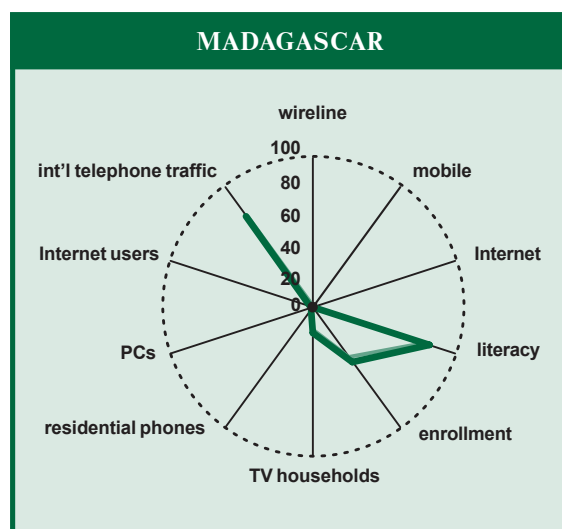 MADAGASCAR
wireline
100
int'l telephone traffic
mobile
80
60
Internet users
Internet
40
20
0
PCs
literacy
residential phones
enrollment
TV households